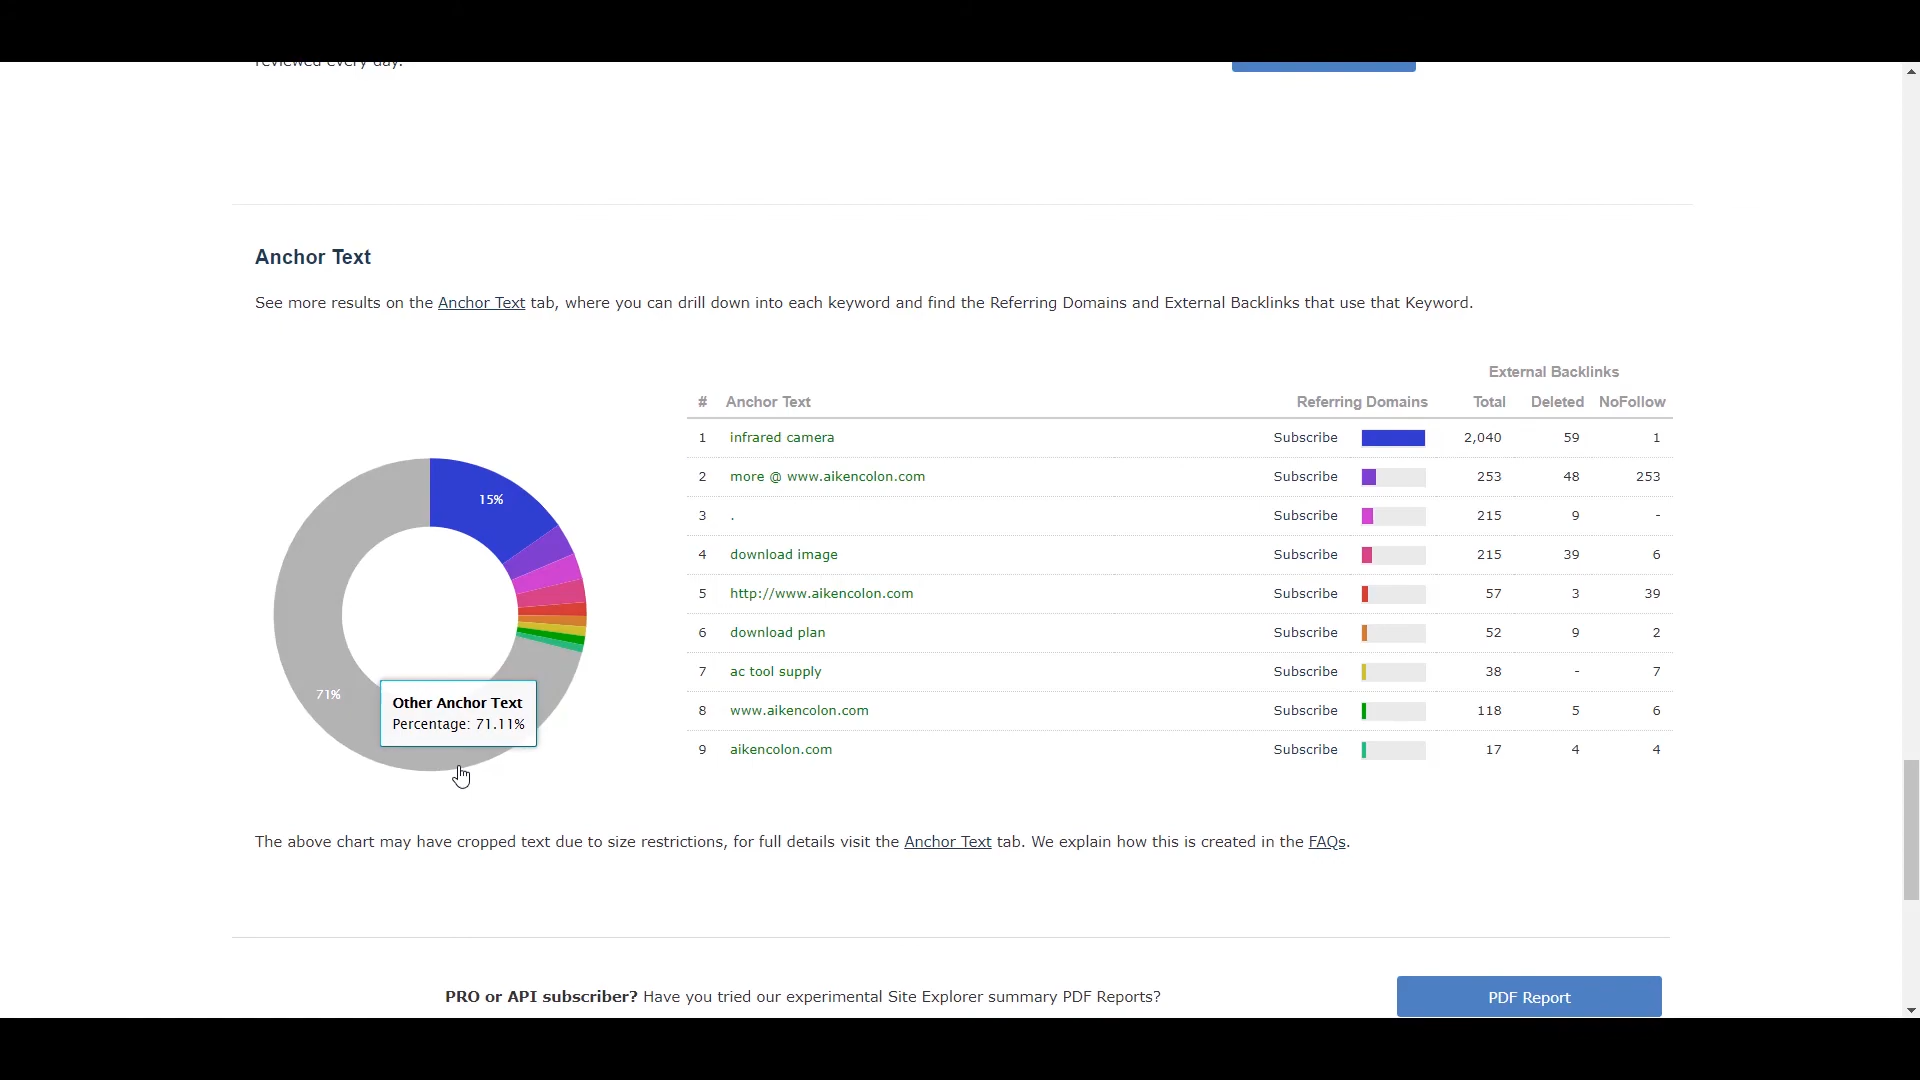 reviewed every day.
Anchor Text
See more results on the Anchor Text tab, where you can drill down into each keyword and find the Referring Domains and External Backlinks that use that Keyword.
External Backlinks
# Anchor Text Referring Domains Total Deleted NoFollow
1 infrared camera Subscribe 2,040 59 1
2 more @ www.aikencolon.com Subscribe 253 48 253
3 . Subscribe 215 9 -
4 download image Subscribe 215 39 6
5 http://www.aikencolon.com Subscribe 57 3 39
6 download plan Subscribe 52 9 2
7 ac tool supply Subscribe 38 - 7
8 www.aikencolon.com Subscribe 118 5 6
9 aikencolon.com Subscribe 17 4 4
15%
71%
Other Anchor Text
Percentage: 71.11%
The above chart may have cropped text due to size restrictions, for full details visit the Anchor Text tab. We explain how this is created in the FAQs.
PRO or API subscriber? Have you tried our experimental Site Explorer summary PDF Reports?
PDF Report